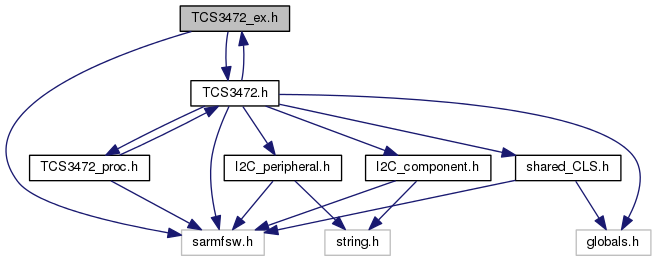 TCS3472_ex.h
TCS3472.h
TCS3472_proc.h
I2C_peripheral.h
I2C_component.h
shared_CLS.h
sarmfsw.h
string.h
globals.h